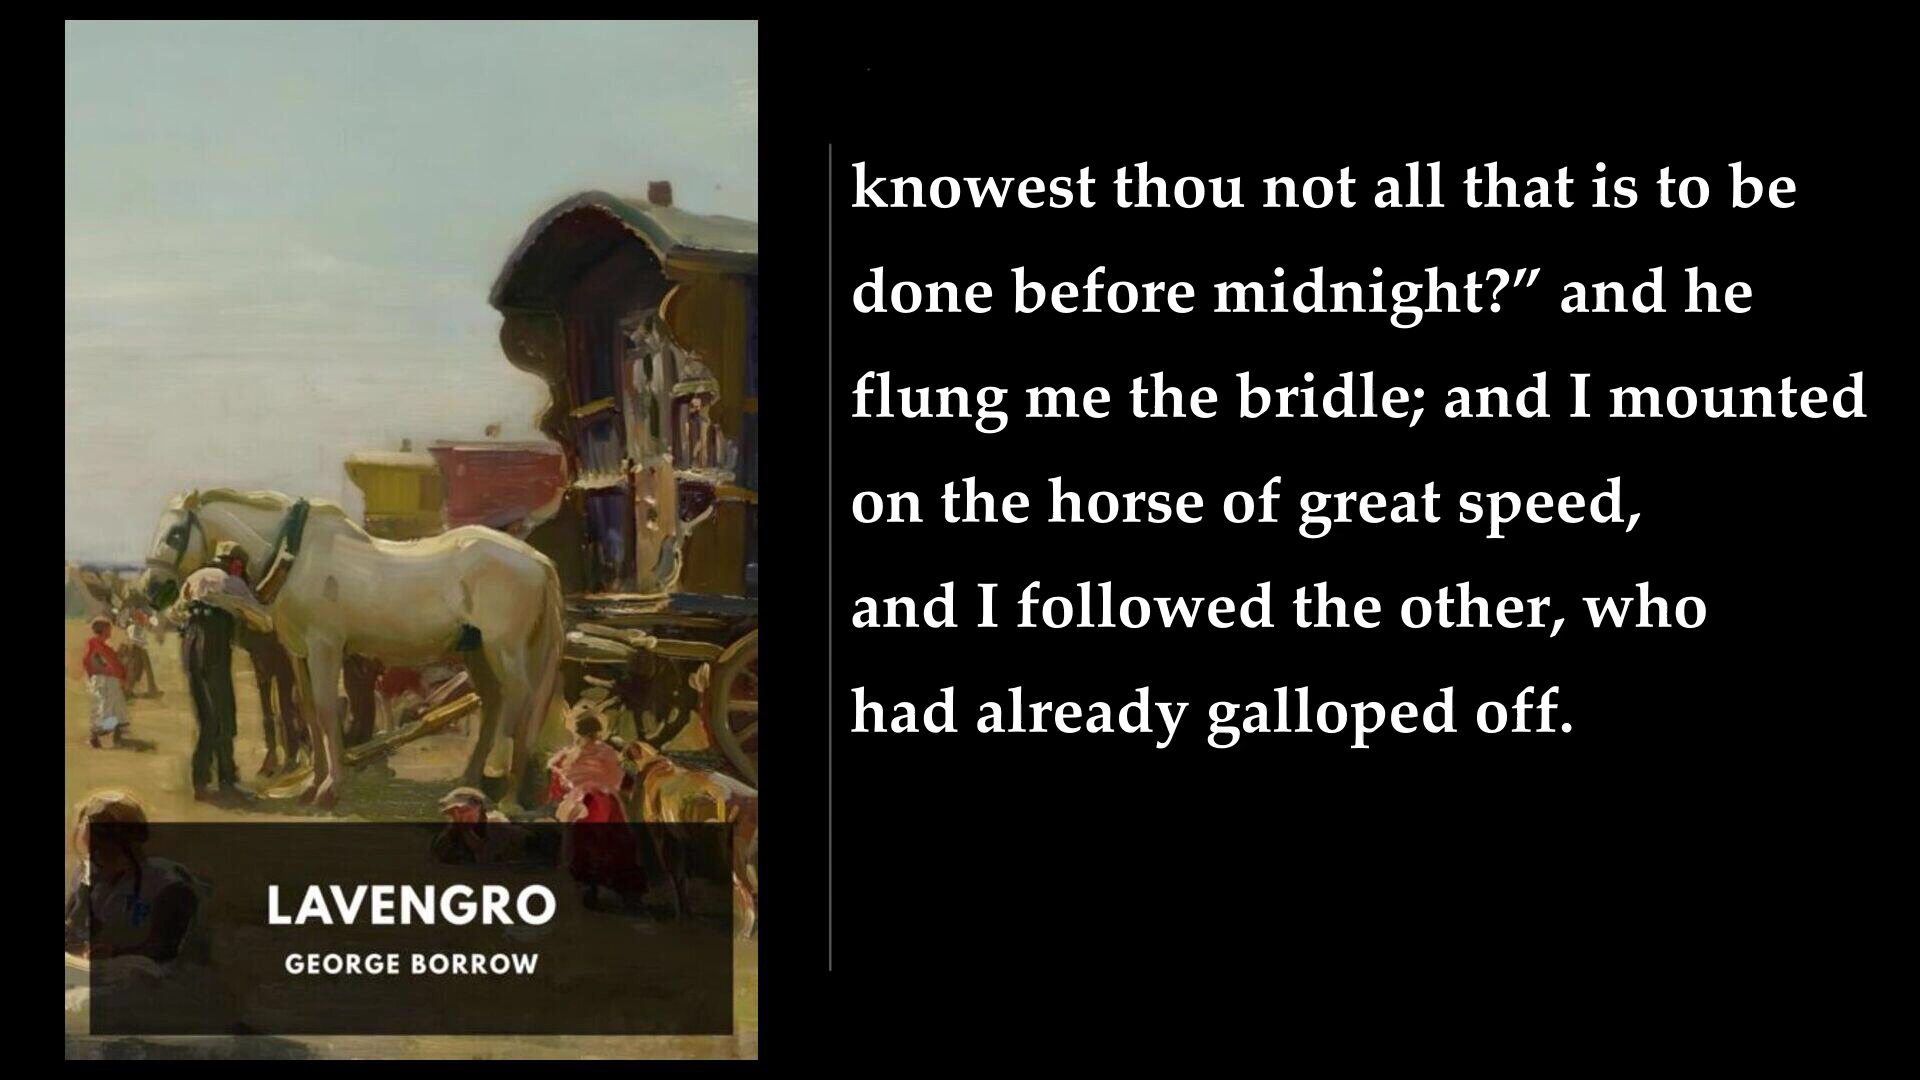 knowest thou not all that is to be
done before midnight?” and he
flung me the bridle; and I mounted
on the horse of great speed,
and I followed the other, who
had already galloped off.
LAVENGRO
GEORGE BORROW